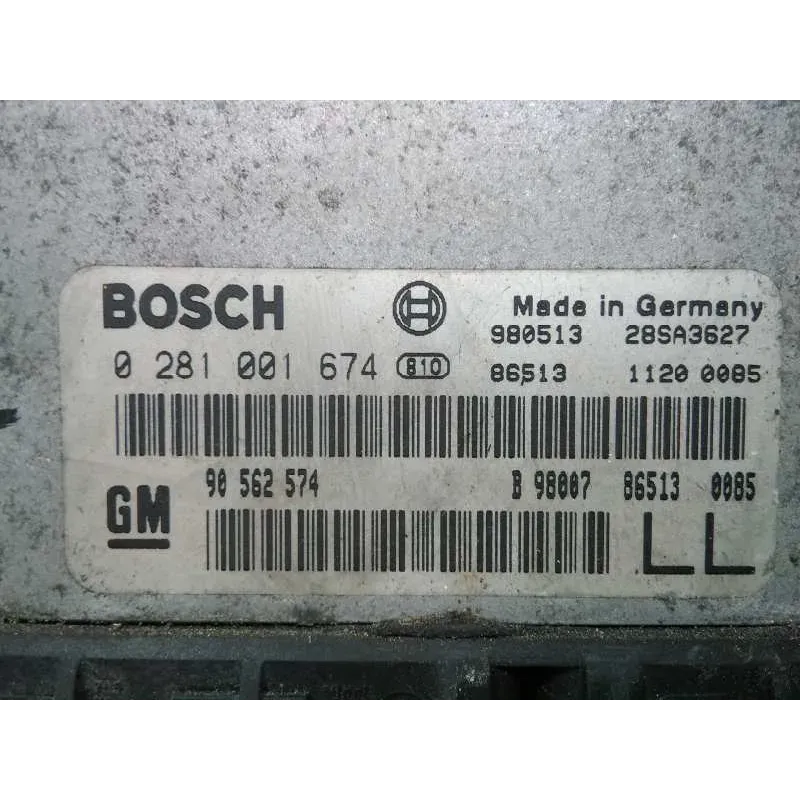 BOSCH Made in Germany
980513 28SA3627
0 281 001 674 810 86513 1120 0085
90 562 574 B 98007 86513 0085
GM LL